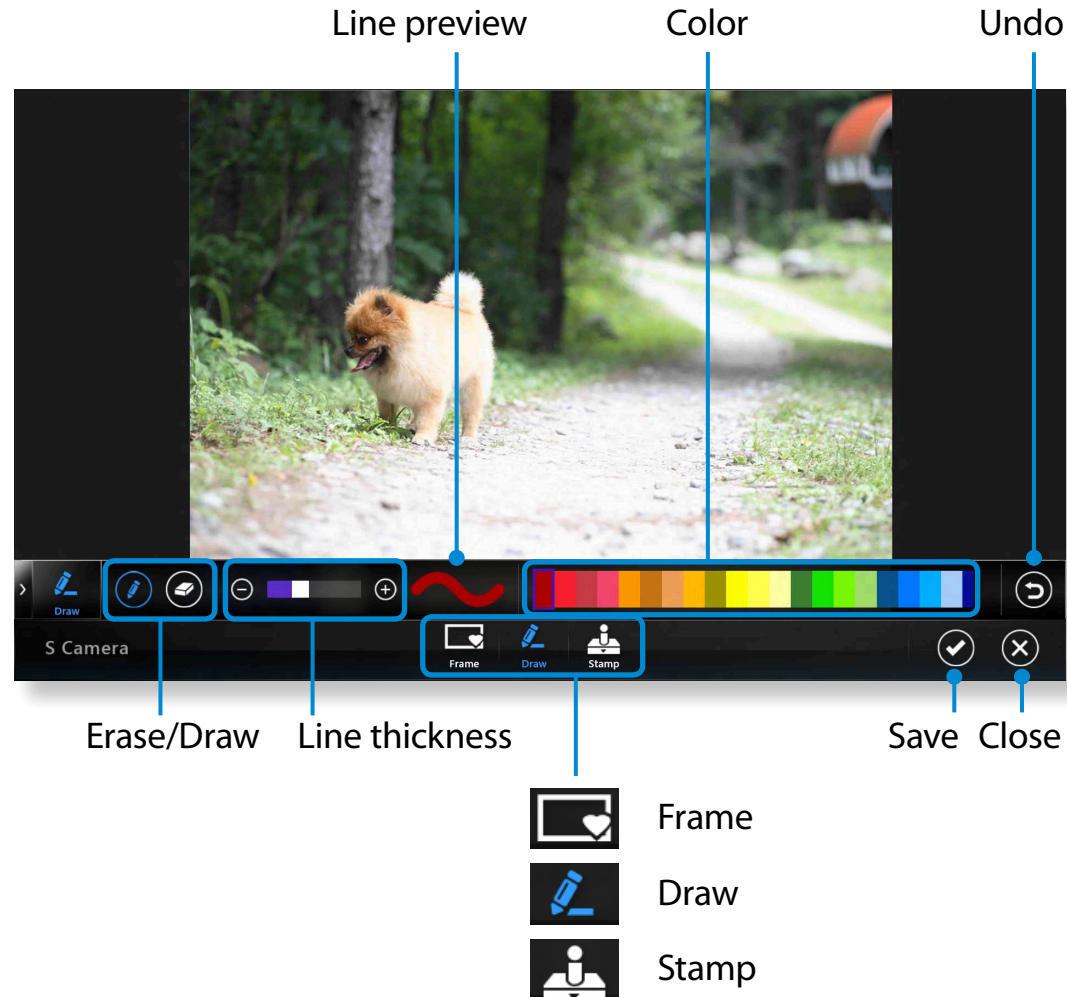 Line preview Color Undo
Draw
S Camera
Frame Draw Stamp
Erase/Draw Line thickness Save Close
Frame
Draw
Stamp